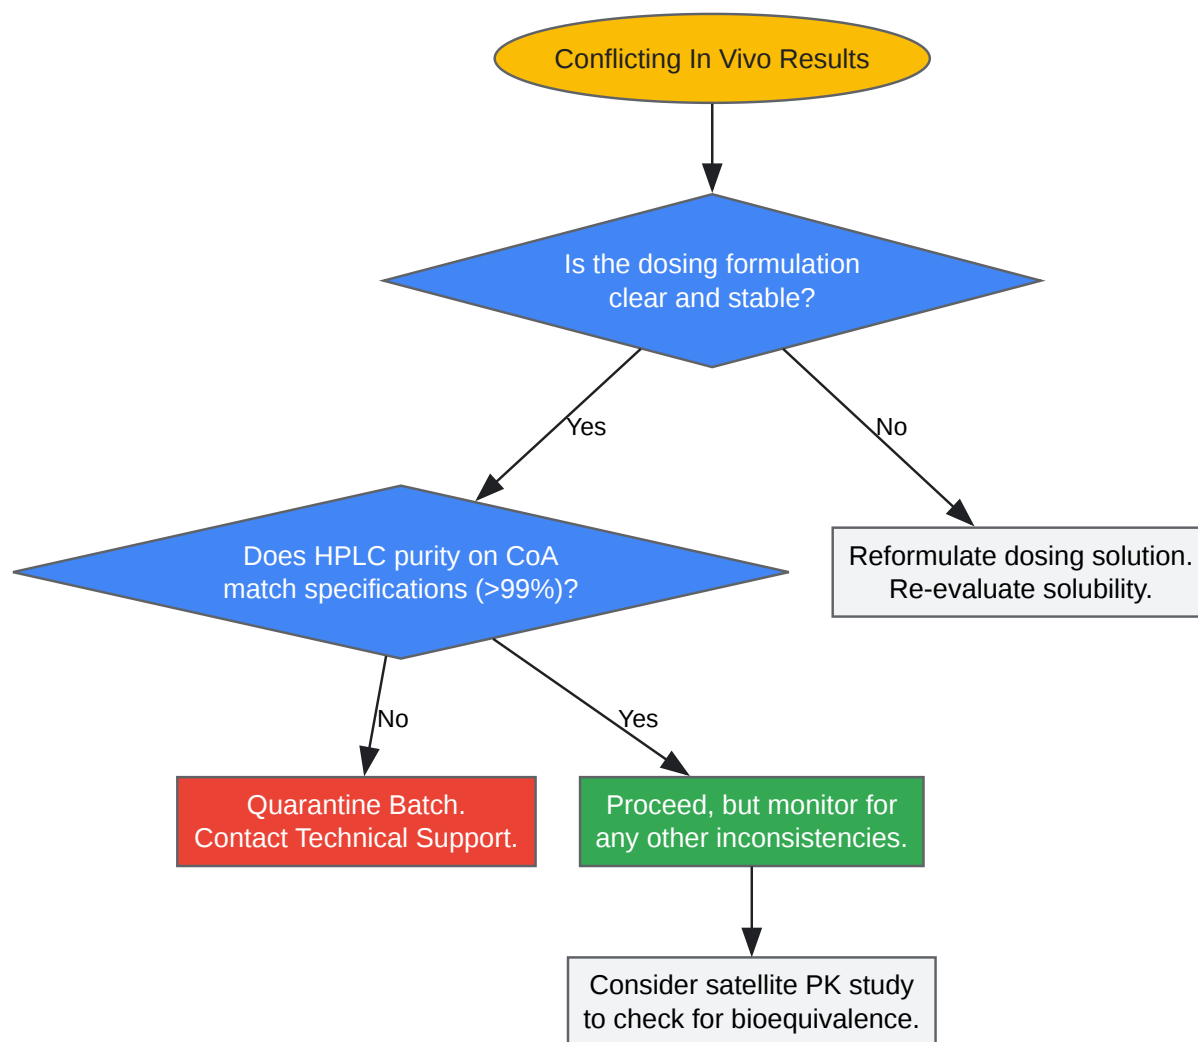 Conflicting In Vivo Results
Is the dosing formulation
clear and stable?
Yes
No
Does HPLC purity on CoA
match specifications (>99%)?
Reformulate dosing solution.
Re-evaluate solubility.
No
Yes
Quarantine Batch.
Contact Technical Support.
Proceed, but monitor for
any other inconsistencies.
Consider satellite PK study
to check for bioequivalence.